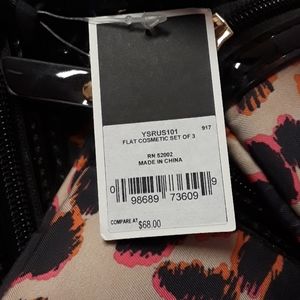 YSRUS101
917
FLAT COSMETIC SET OF 3
RN 52002
MADE IN CHINA
0 98689 73609 9
COMPARE AT
$68.00